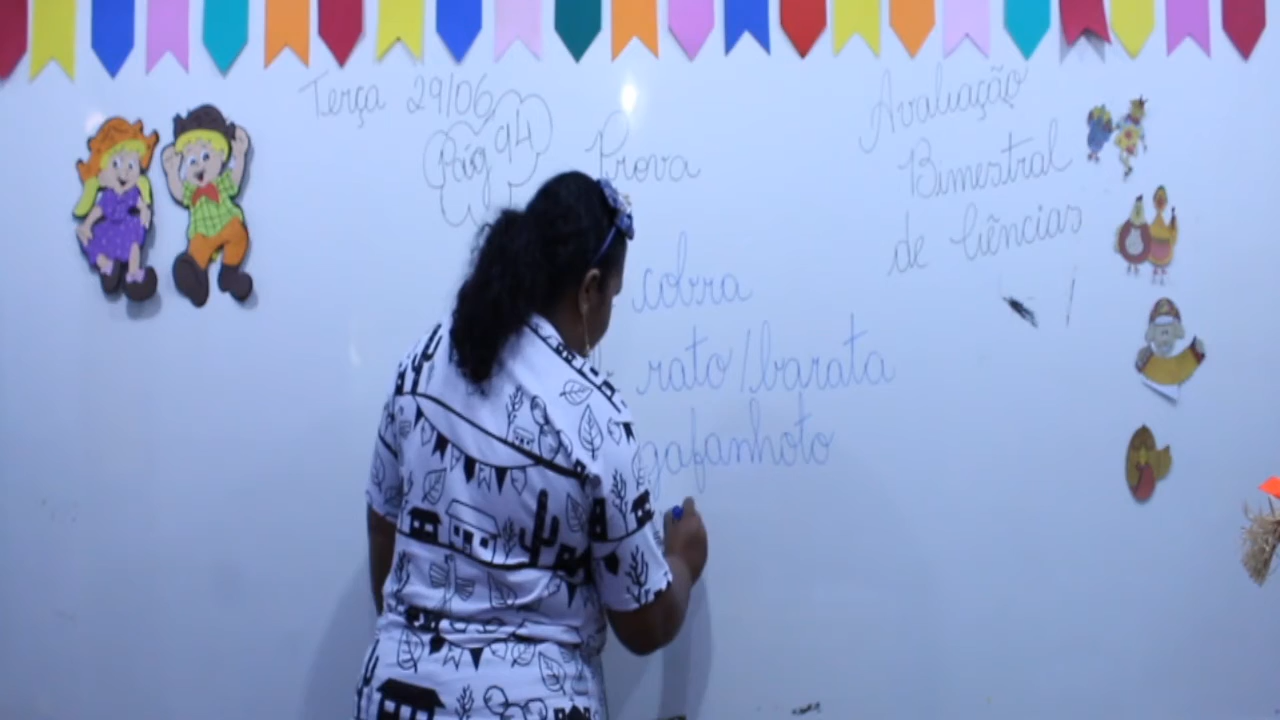 Terça 29/06
Pág 94
Prova
cobra
rato/barata
gafanhoto
Avaliação
Bimestral
de Ciências